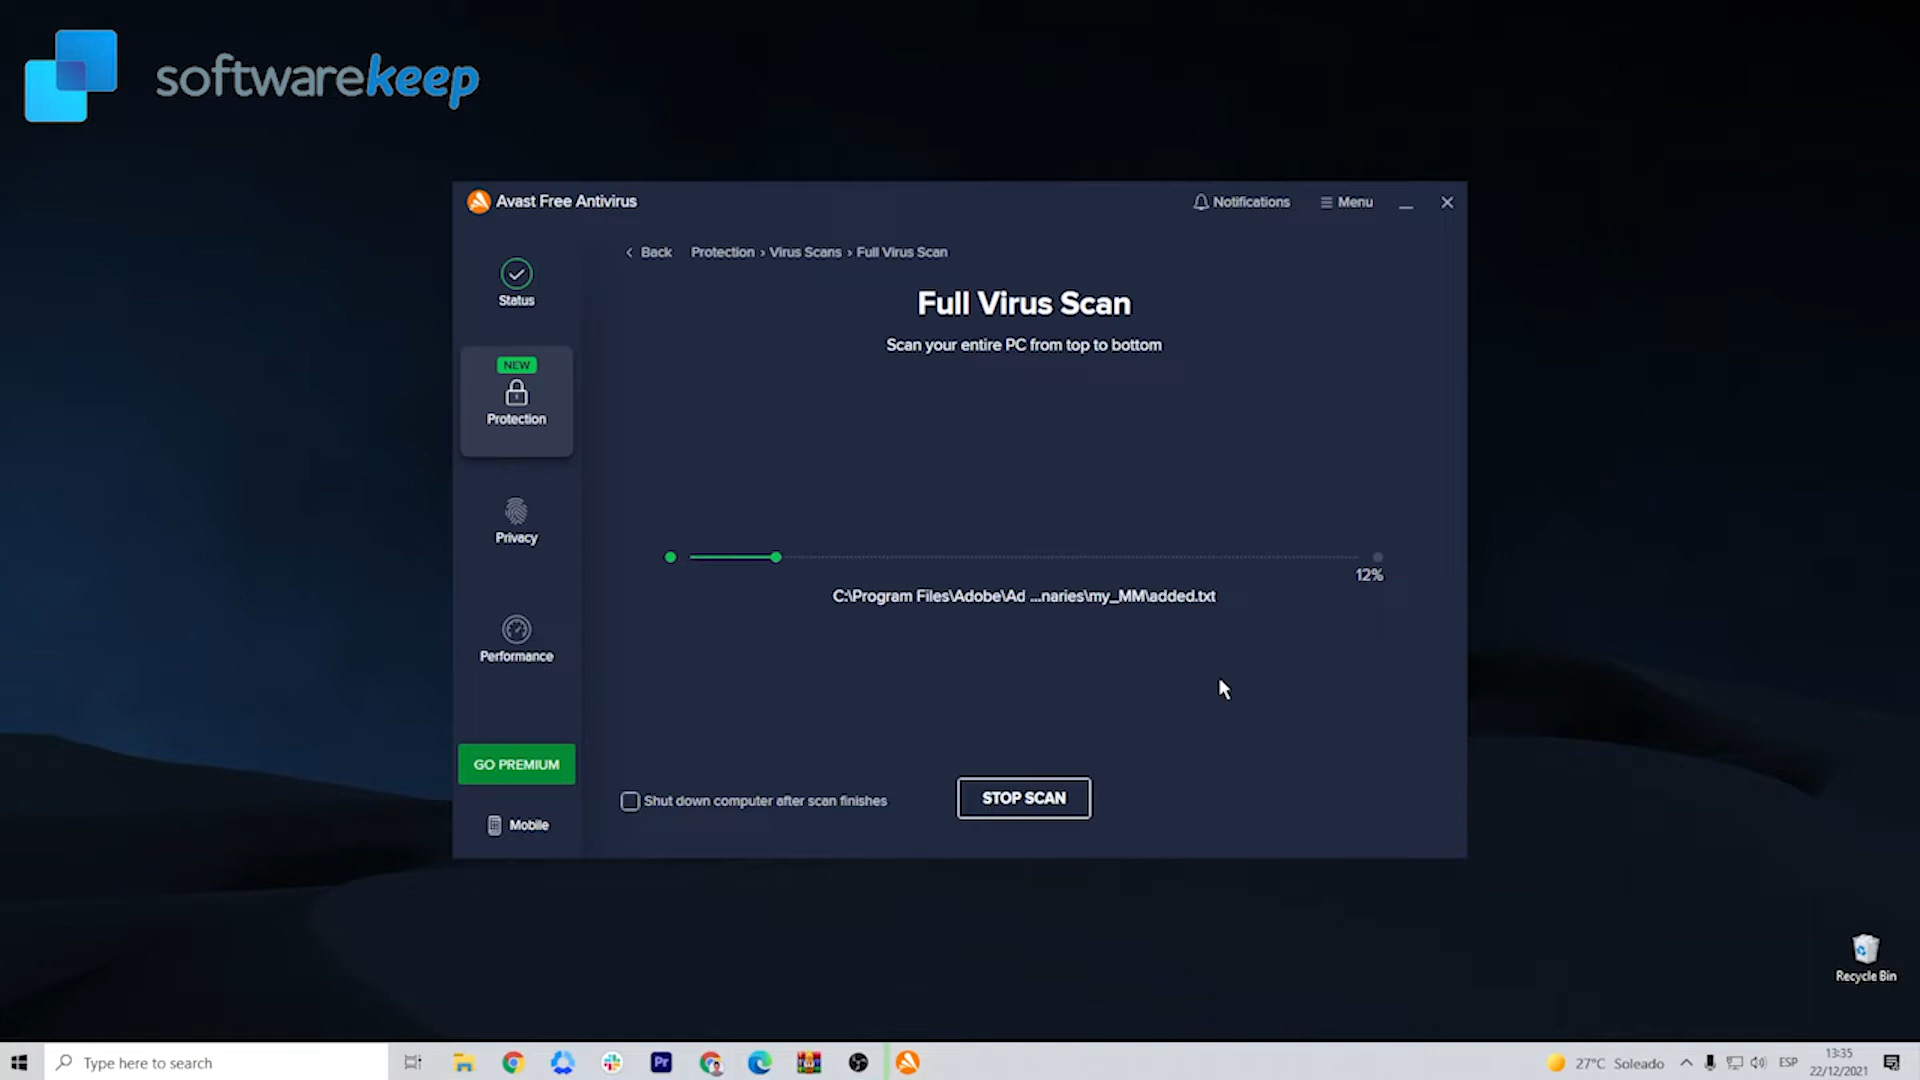 softwarekeep
Avast Free Antivirus
Notifications
Menu
Back
Protection › Virus Scans › Full Virus Scan
Status
Full Virus Scan
Scan your entire PC from top to bottom
NEW
Protection
Privacy
12%
C:\Program Files\Adobe\Ad ...naries\my_MM\added.txt
Performance
GO PREMIUM
Shut down computer after scan finishes
STOP SCAN
Mobile
Recycle Bin
Type here to search
Pr
27°C Soleado
ESP
13:35
22/12/2021